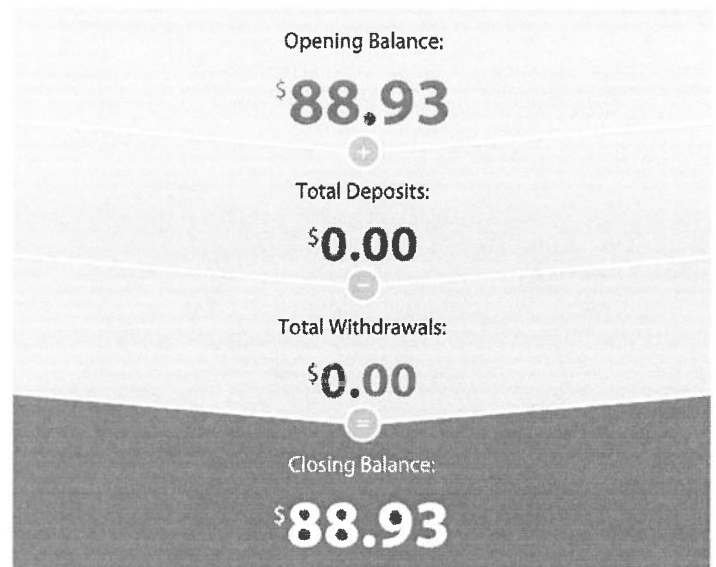 Opening Balance:
$88.93
+
Total Deposits:
$0.00
-
Total Withdrawals:
$0.00
=
Closing Balance:
$88.93